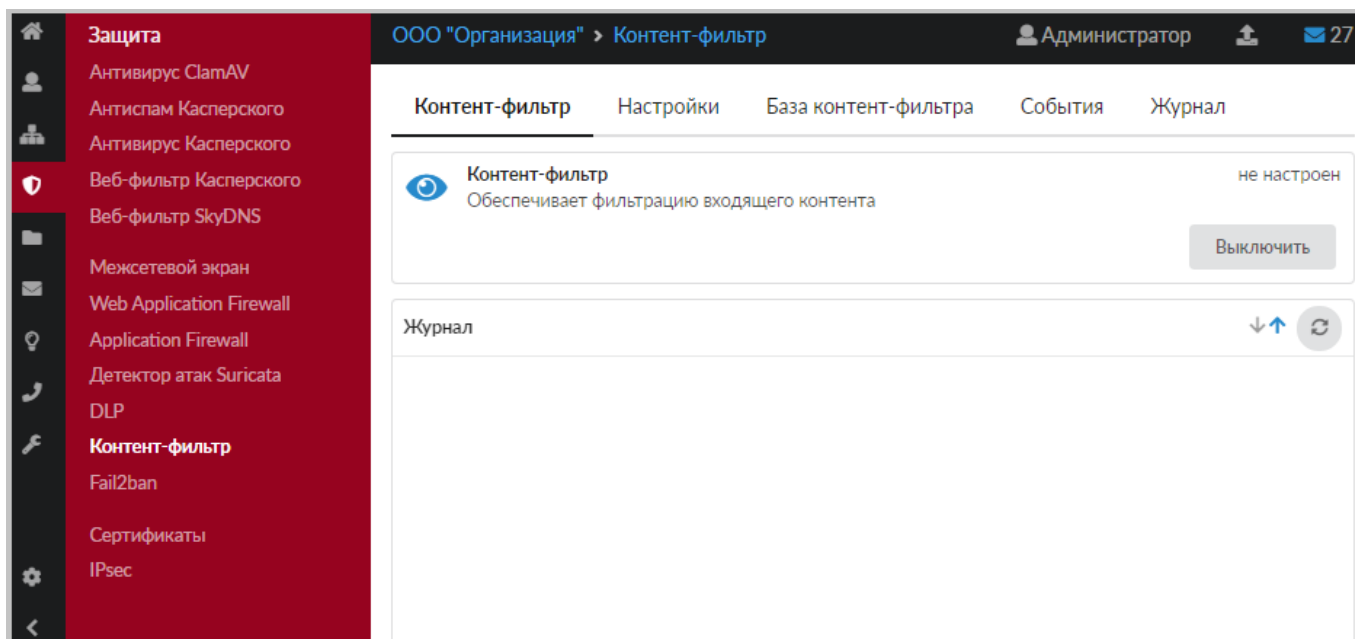 Защита
Антивирус ClamAV
Антиспам Касперского
Антивирус Касперского
Веб-фильтр Касперского
Веб-фильтр SkyDNS
Межсетевой экран
Web Application Firewall
Application Firewall
Детектор атак Suricata
DLP
Контент-фильтр
Fail2ban
Сертификаты
IPsec
ООО "Организация" › Контент-фильтр Администратор 27
Контент-фильтр Настройки База контент-фильтра События Журнал
Контент-фильтр не настроен
Обеспечивает фильтрацию входящего контента
Выключить
Журнал